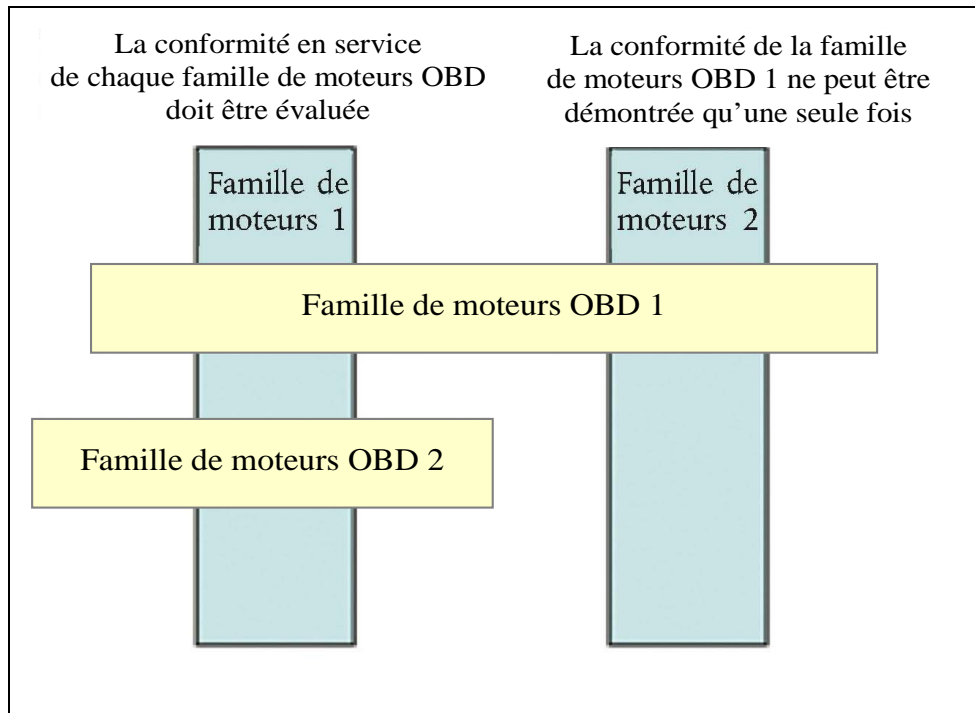 La conformité en service
de chaque famille de moteurs OBD
doit être évaluée
La conformité de la famille
de moteurs OBD 1 ne peut être
démontrée qu’une seule fois
Famille de
moteurs 1
Famille de
moteurs 2
Famille de moteurs OBD 1
Famille de moteurs OBD 2